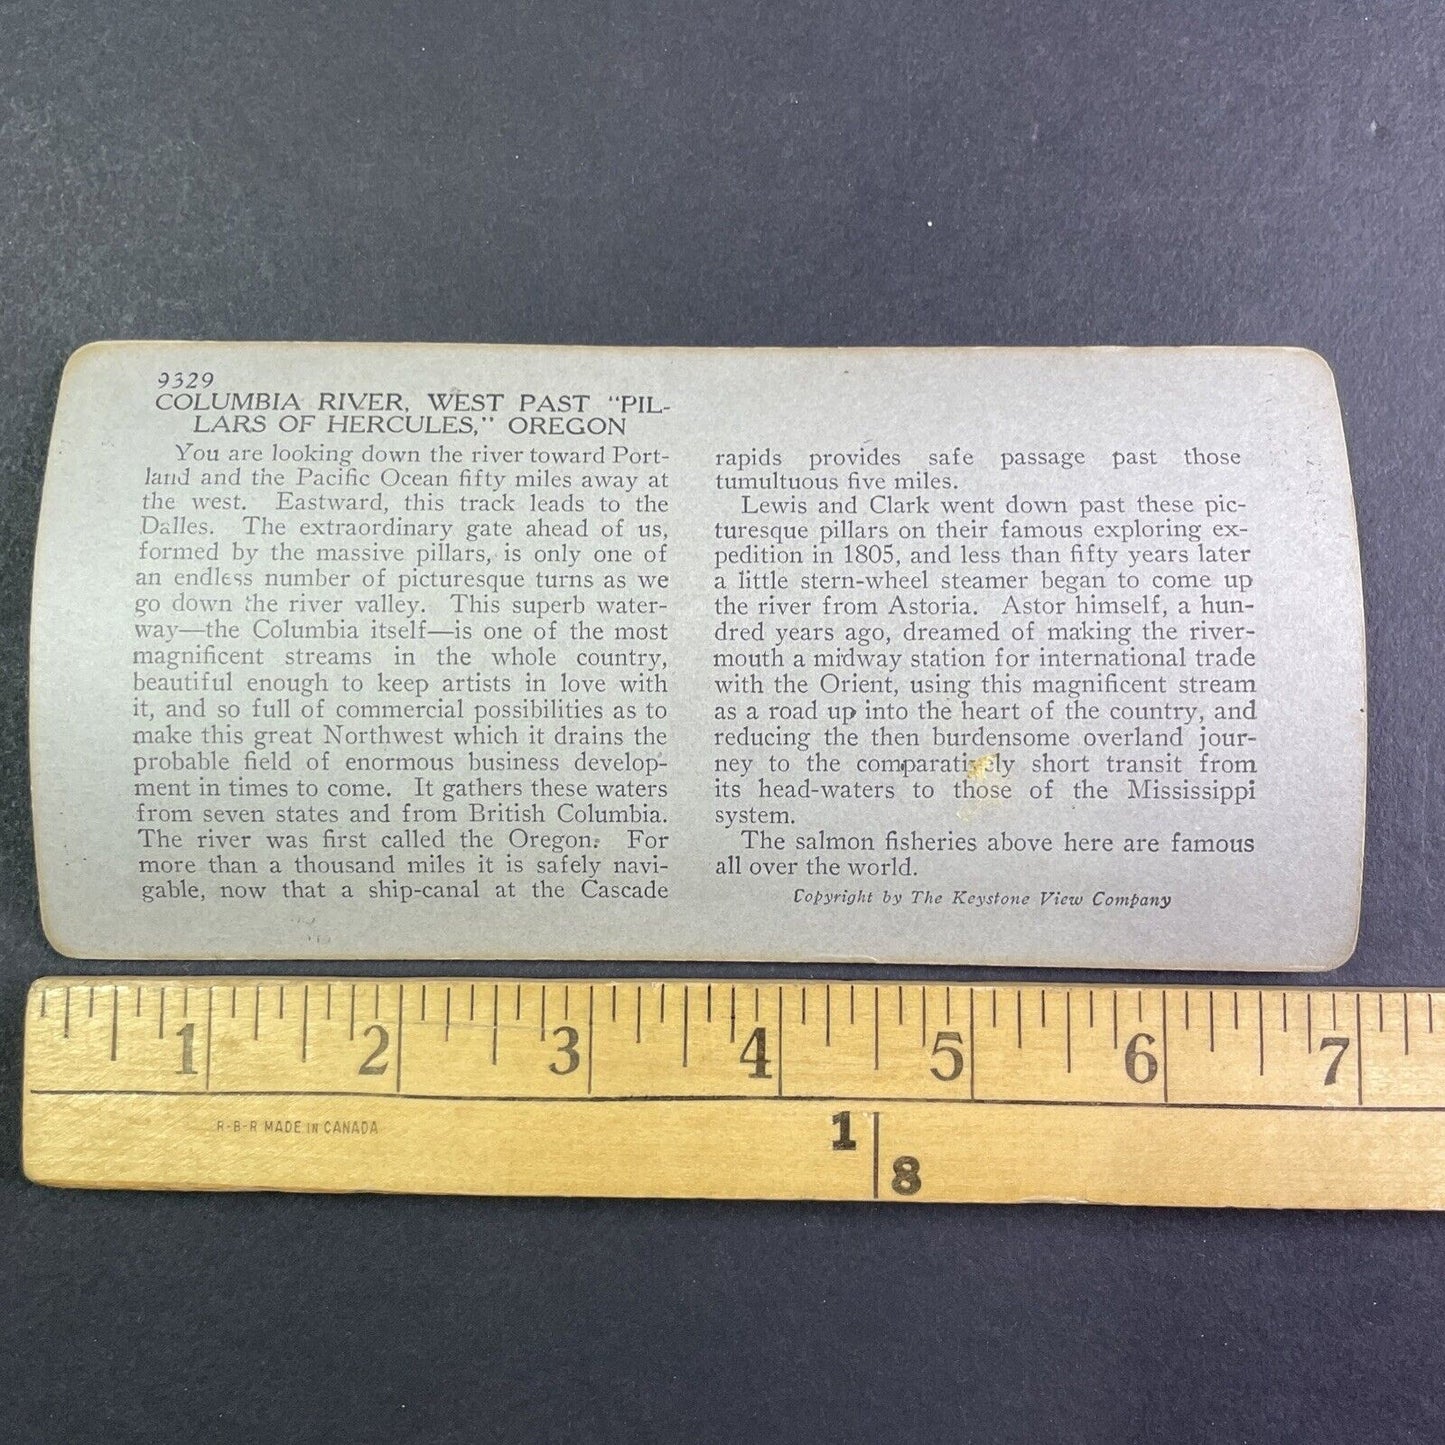 9329
COLUMBIA RIVER, WEST PAST "PIL-
LARS OF HERCULES," OREGON
You are looking down the river toward Port-
land and the Pacific Ocean fifty miles away at
the west. Eastward, this track leads to the
Dalles. The extraordinary gate ahead of us,
formed by the massive pillars, is only one of
an endless number of picturesque turns as we
go down the river valley. This superb water-
way—the Columbia itself—is one of the most
magnificent streams in the whole country,
beautiful enough to keep artists in love with
it, and so full of commercial possibilities as to
make this great Northwest which it drains the
probable field of enormous business develop-
ment in times to come. It gathers these waters
from seven states and from British Columbia.
The river was first called the Oregon. For
more than a thousand miles it is safely navi-
gable, now that a ship-canal at the Cascade
rapids provides safe passage past those
tumultuous five miles.
Lewis and Clark went down past these pic-
turesque pillars on their famous exploring ex-
pedition in 1805, and less than fifty years later
a little stern-wheel steamer began to come up
the river from Astoria. Astor himself, a hun-
dred years ago, dreamed of making the river-
mouth a midway station for international trade
with the Orient, using this magnificent stream
as a road up into the heart of the country, and
reducing the then burdensome overland jour-
ney to the comparatively short transit from
its head-waters to those of the Mississippi
system.
The salmon fisheries above here are famous
all over the world.
Copyright by The Keystone View Company
1 2 3 4 5 6 7
R-B-R MADE IN CANADA
1
8